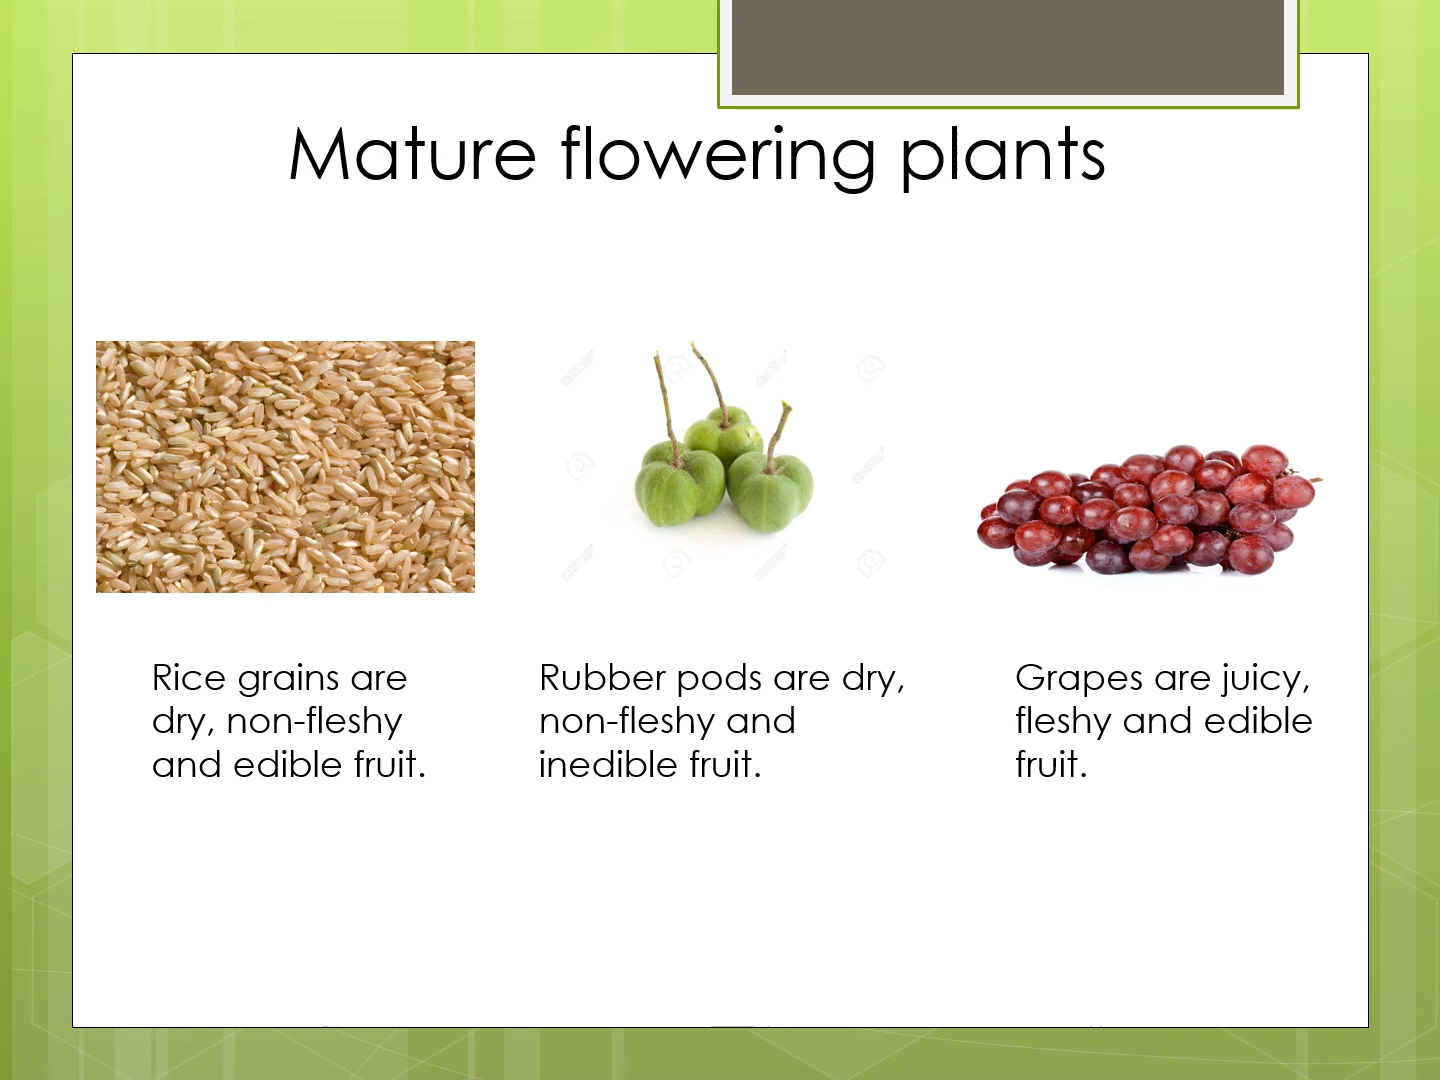 Mature flowering plants
Rice grains are
dry, non-fleshy
and edible fruit.
Rubber pods are dry,
non-fleshy and
inedible fruit.
Grapes are juicy,
fleshy and edible
fruit.